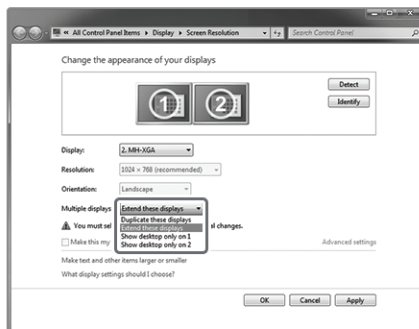 « All Control Panel Items ▸ Display ▸ Screen Resolution
Search Control Panel
Change the appearance of your displays
1 2
Detect
Identify
Display: 2. MH-XGA
Resolution: 1024 × 768 (recommended)
Orientation: Landscape
Multiple displays Extend these displays
Duplicate these displays
Extend these displays
Show desktop only on 1
Show desktop only on 2
You must sel al changes.
Make this my
Advanced settings
Make text and other items larger or smaller
What display settings should I choose?
OK Cancel Apply